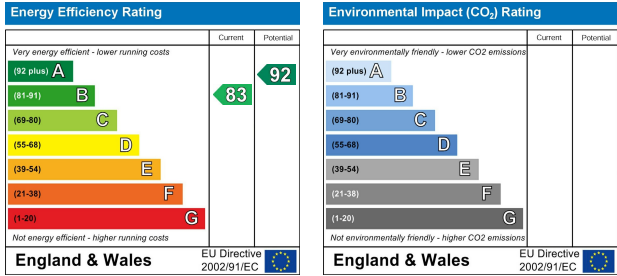 Energy Efficiency Rating
Current Potential
Very energy efficient - lower running costs
(92 plus) A
(81-91) B
(69-80) C
(55-68) D
(39-54) E
(21-38) F
(1-20) G
83
92
Not energy efficient - higher running costs
England & Wales
EU Directive
2002/91/EC
Environmental Impact (CO₂) Rating
Current Potential
Very environmentally friendly - lower CO2 emissions
(92 plus) A
(81-91) B
(69-80) C
(55-68) D
(39-54) E
(21-38) F
(1-20) G
Not environmentally friendly - higher CO2 emissions
England & Wales
EU Directive
2002/91/EC